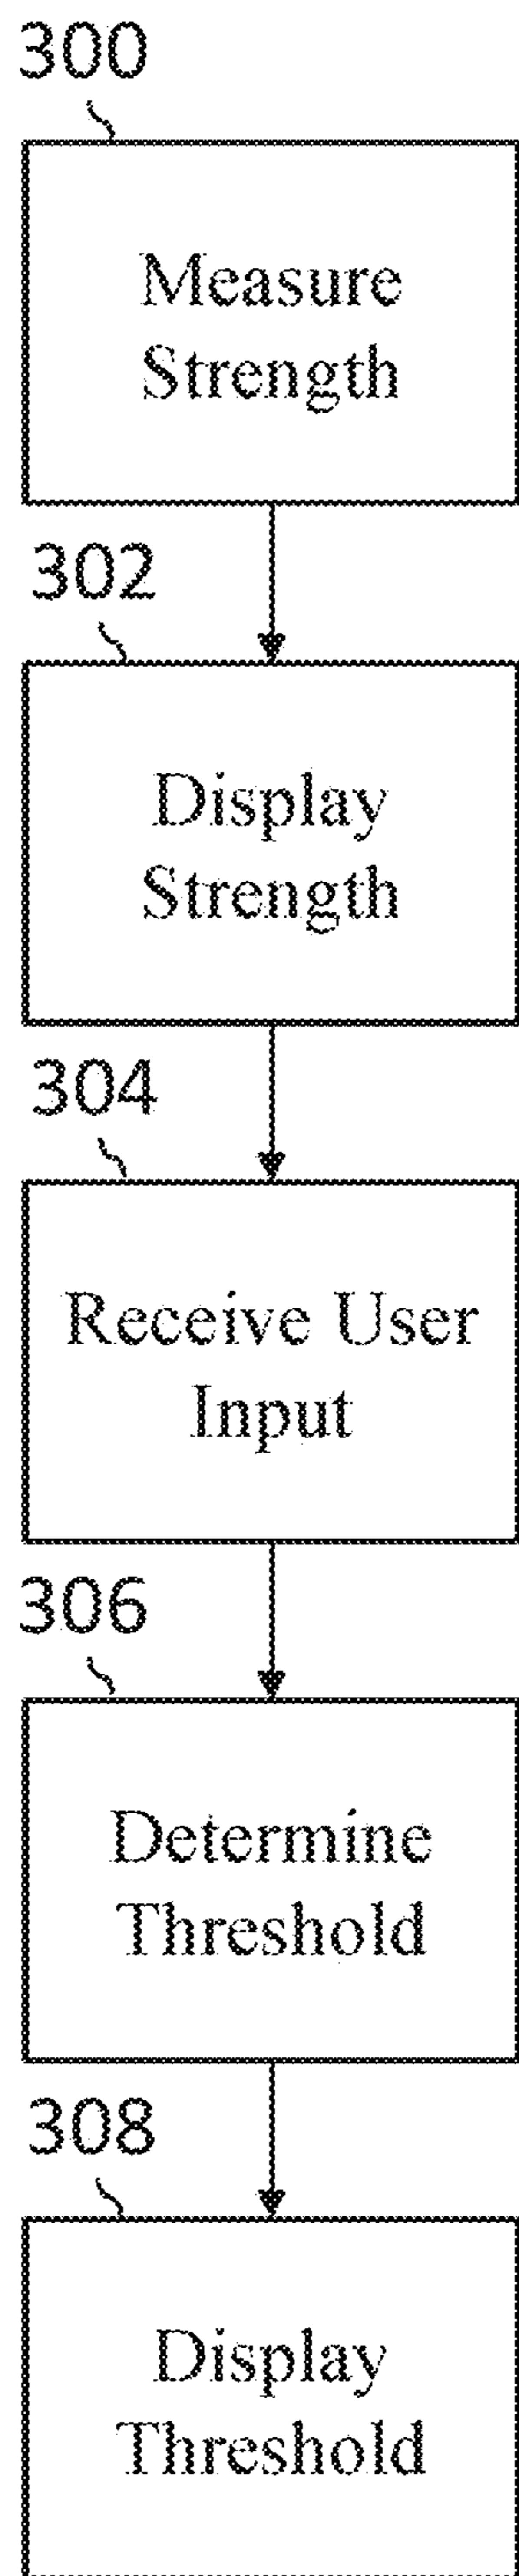 300
Measure
Strength
302
Display
Strength
304
Receive User
Input
306
Determine
Threshold
308
Display
Threshold